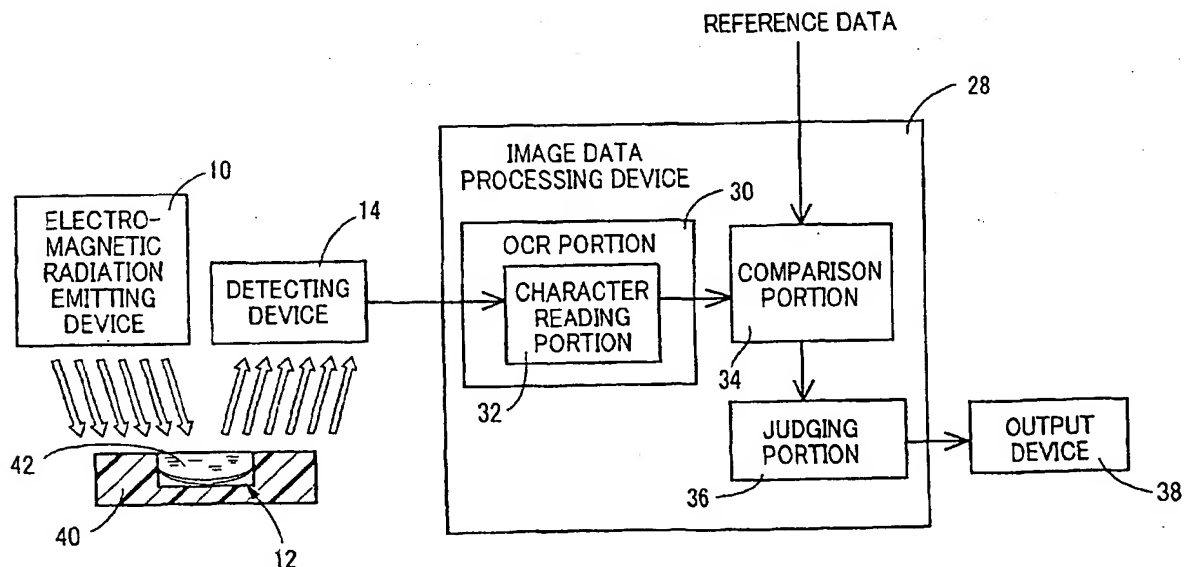 REFERENCE DATA
28
IMAGE DATA
PROCESSING DEVICE
10
ELECTRO-
MAGNETIC
RADIATION
EMITTING
DEVICE
14
DETECTING
DEVICE
30
OCR PORTION
CHARACTER
READING
PORTION
32
COMPARISON
PORTION
34
JUDGING
PORTION
36
OUTPUT
DEVICE
38
42
40
12